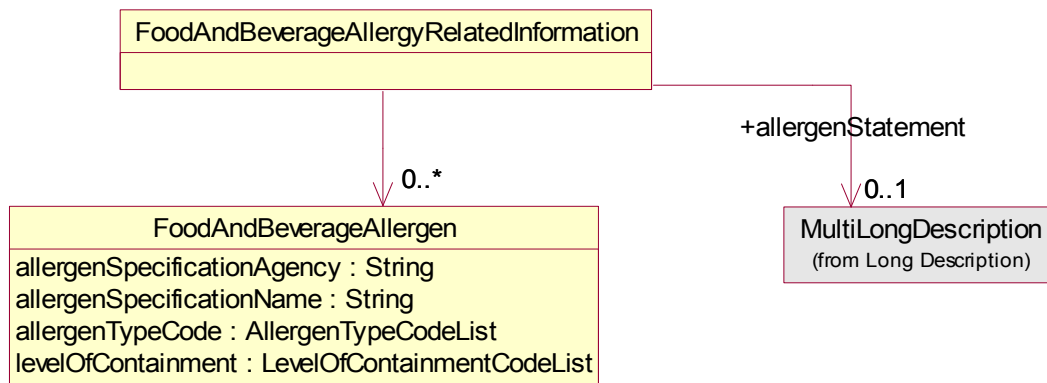 FoodAndBeverageAllergyRelatedInformation
+allergenStatement
0..*
0..1
FoodAndBeverageAllergen
allergenSpecificationAgency : String
allergenSpecificationName : String
allergenTypeCode : AllergenTypeCodeList
levelOfContainment : LevelOfContainmentCodeList
MultiLongDescription
(from Long Description)